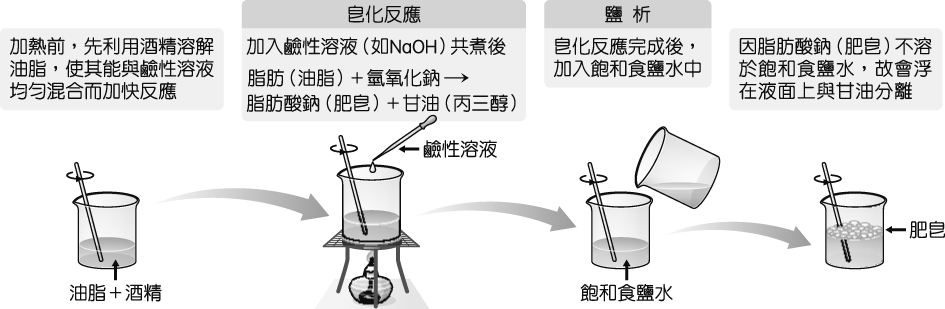 加熱前，先利用酒精溶解
油脂，使其能與鹼性溶液
均勻混合而加快反應
皂化反應
加入鹼性溶液（如NaOH）共煮後
脂肪（油脂）＋氫氧化鈉→
脂肪酸鈉（肥皂）＋甘油（丙三醇）
鹽 析
皂化反應完成後，
加入飽和食鹽水中
因脂肪酸鈉（肥皂）不溶
於飽和食鹽水，故會浮
在液面上與甘油分離
鹼性溶液
肥皂
油脂＋酒精
飽和食鹽水